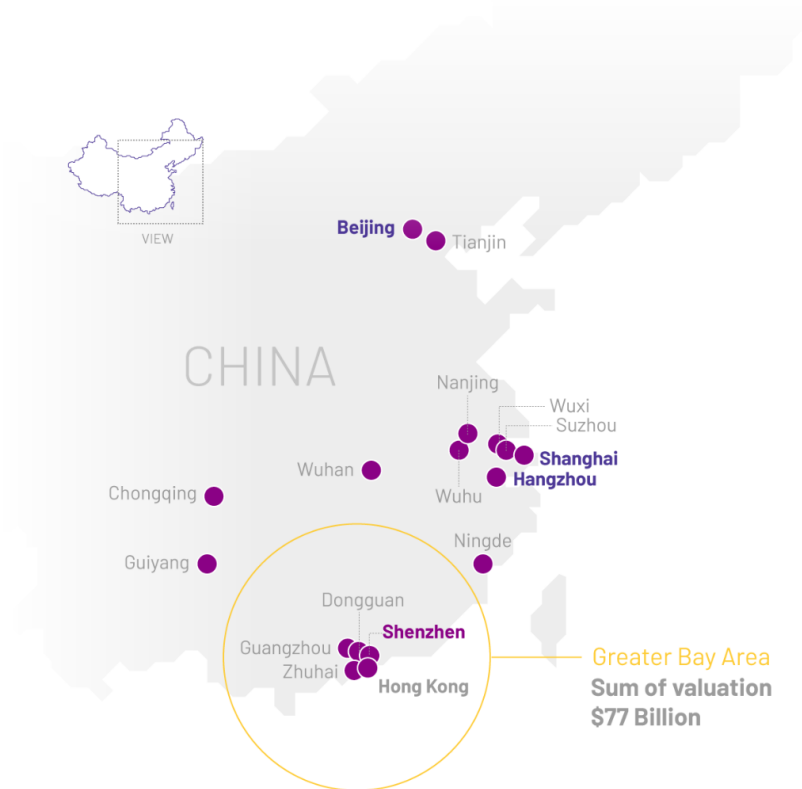 VIEW
Beijing
Tianjin
CHINA
Nanjing
Wuxi
Suzhou
Shanghai
Hangzhou
Wuhan
Wuhu
Chongqing
Guiyang
Ningde
Dongguan
Shenzhen
Guangzhou
Zhuhai
Hong Kong
Greater Bay Area
Sum of valuation
$77 Billion